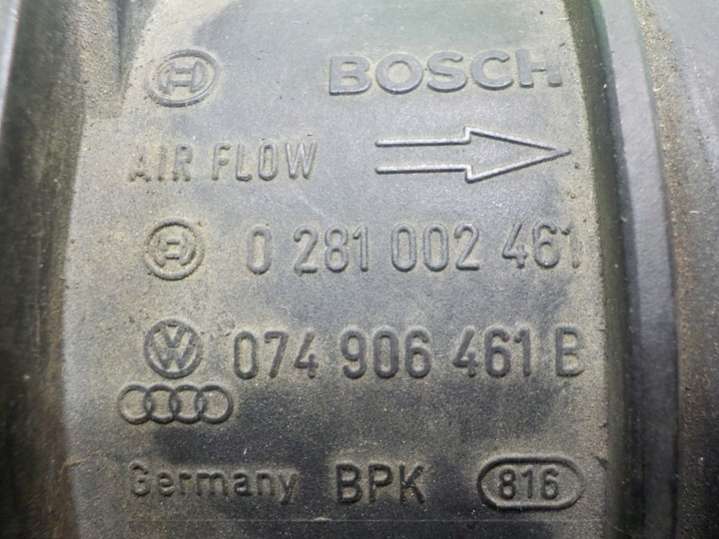 BOSCH
AIR FLOW
0 281 002 461
074 906 461 B
Germany BPK 816